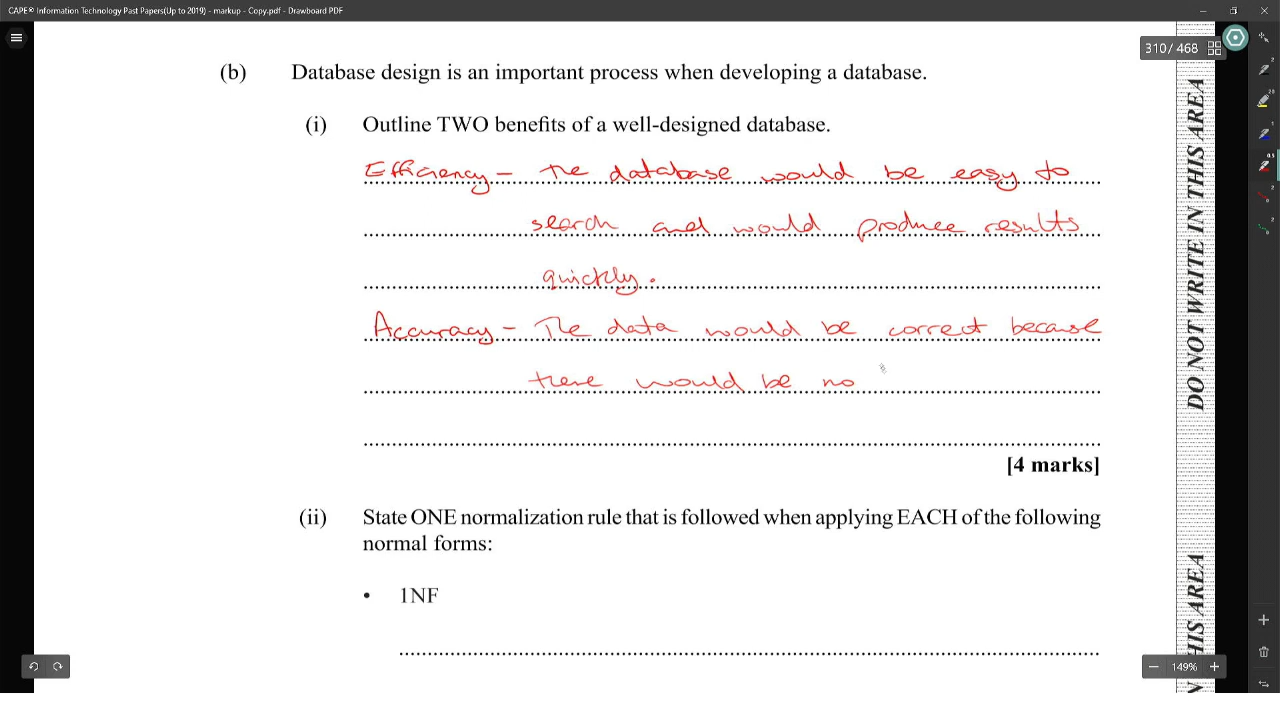 CAPE® Information Technology Past Papers(Up to 2019) - markup - Copy.pdf - Drawboard PDF
310 / 468
(b) Database design is an important process when developing a database.
(i) Outline TWO benefits of a well-designed database.
Efficiency - The database would be easy to
search and would produce results
quickly.
Accuracy The data would be correct because
there would be no
[4 marks]
(ii) State ONE normalization rule that is followed when applying EACH of the following
normal forms:
• 1NF
DO NOT WRITE IN THIS AREA
HIS AREA
149%